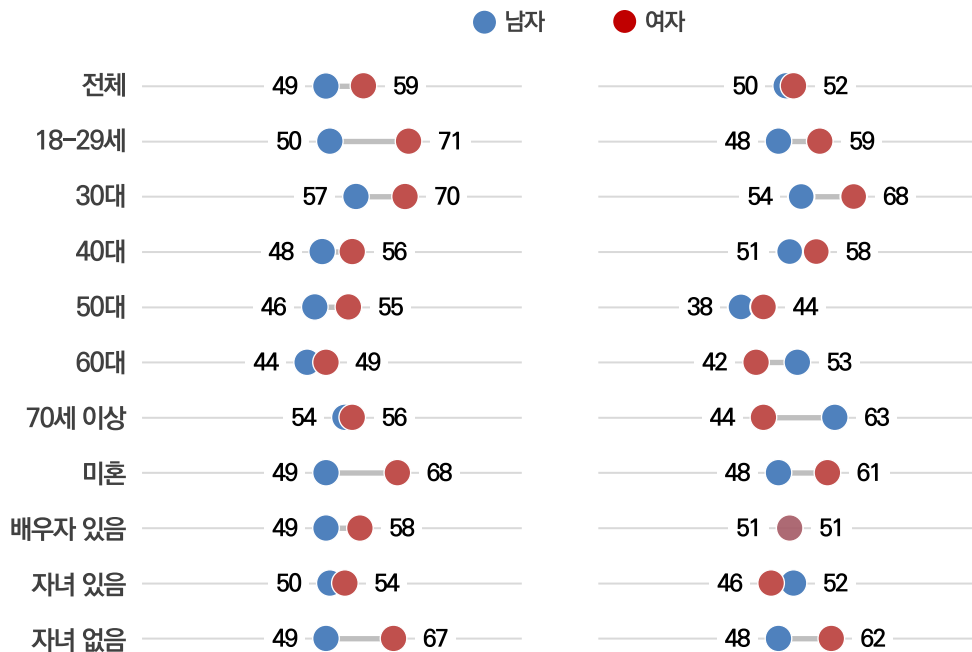 남자 여자
전체 49 59 50 52
18-29세 50 71 48 59
30대 57 70 54 68
40대 48 56 51 58
50대 46 55 38 44
60대 44 49 42 53
70세 이상 54 56 44 63
미혼 49 68 48 61
배우자 있음 49 58 51 51
자녀 있음 50 54 46 52
자녀 없음 49 67 48 62